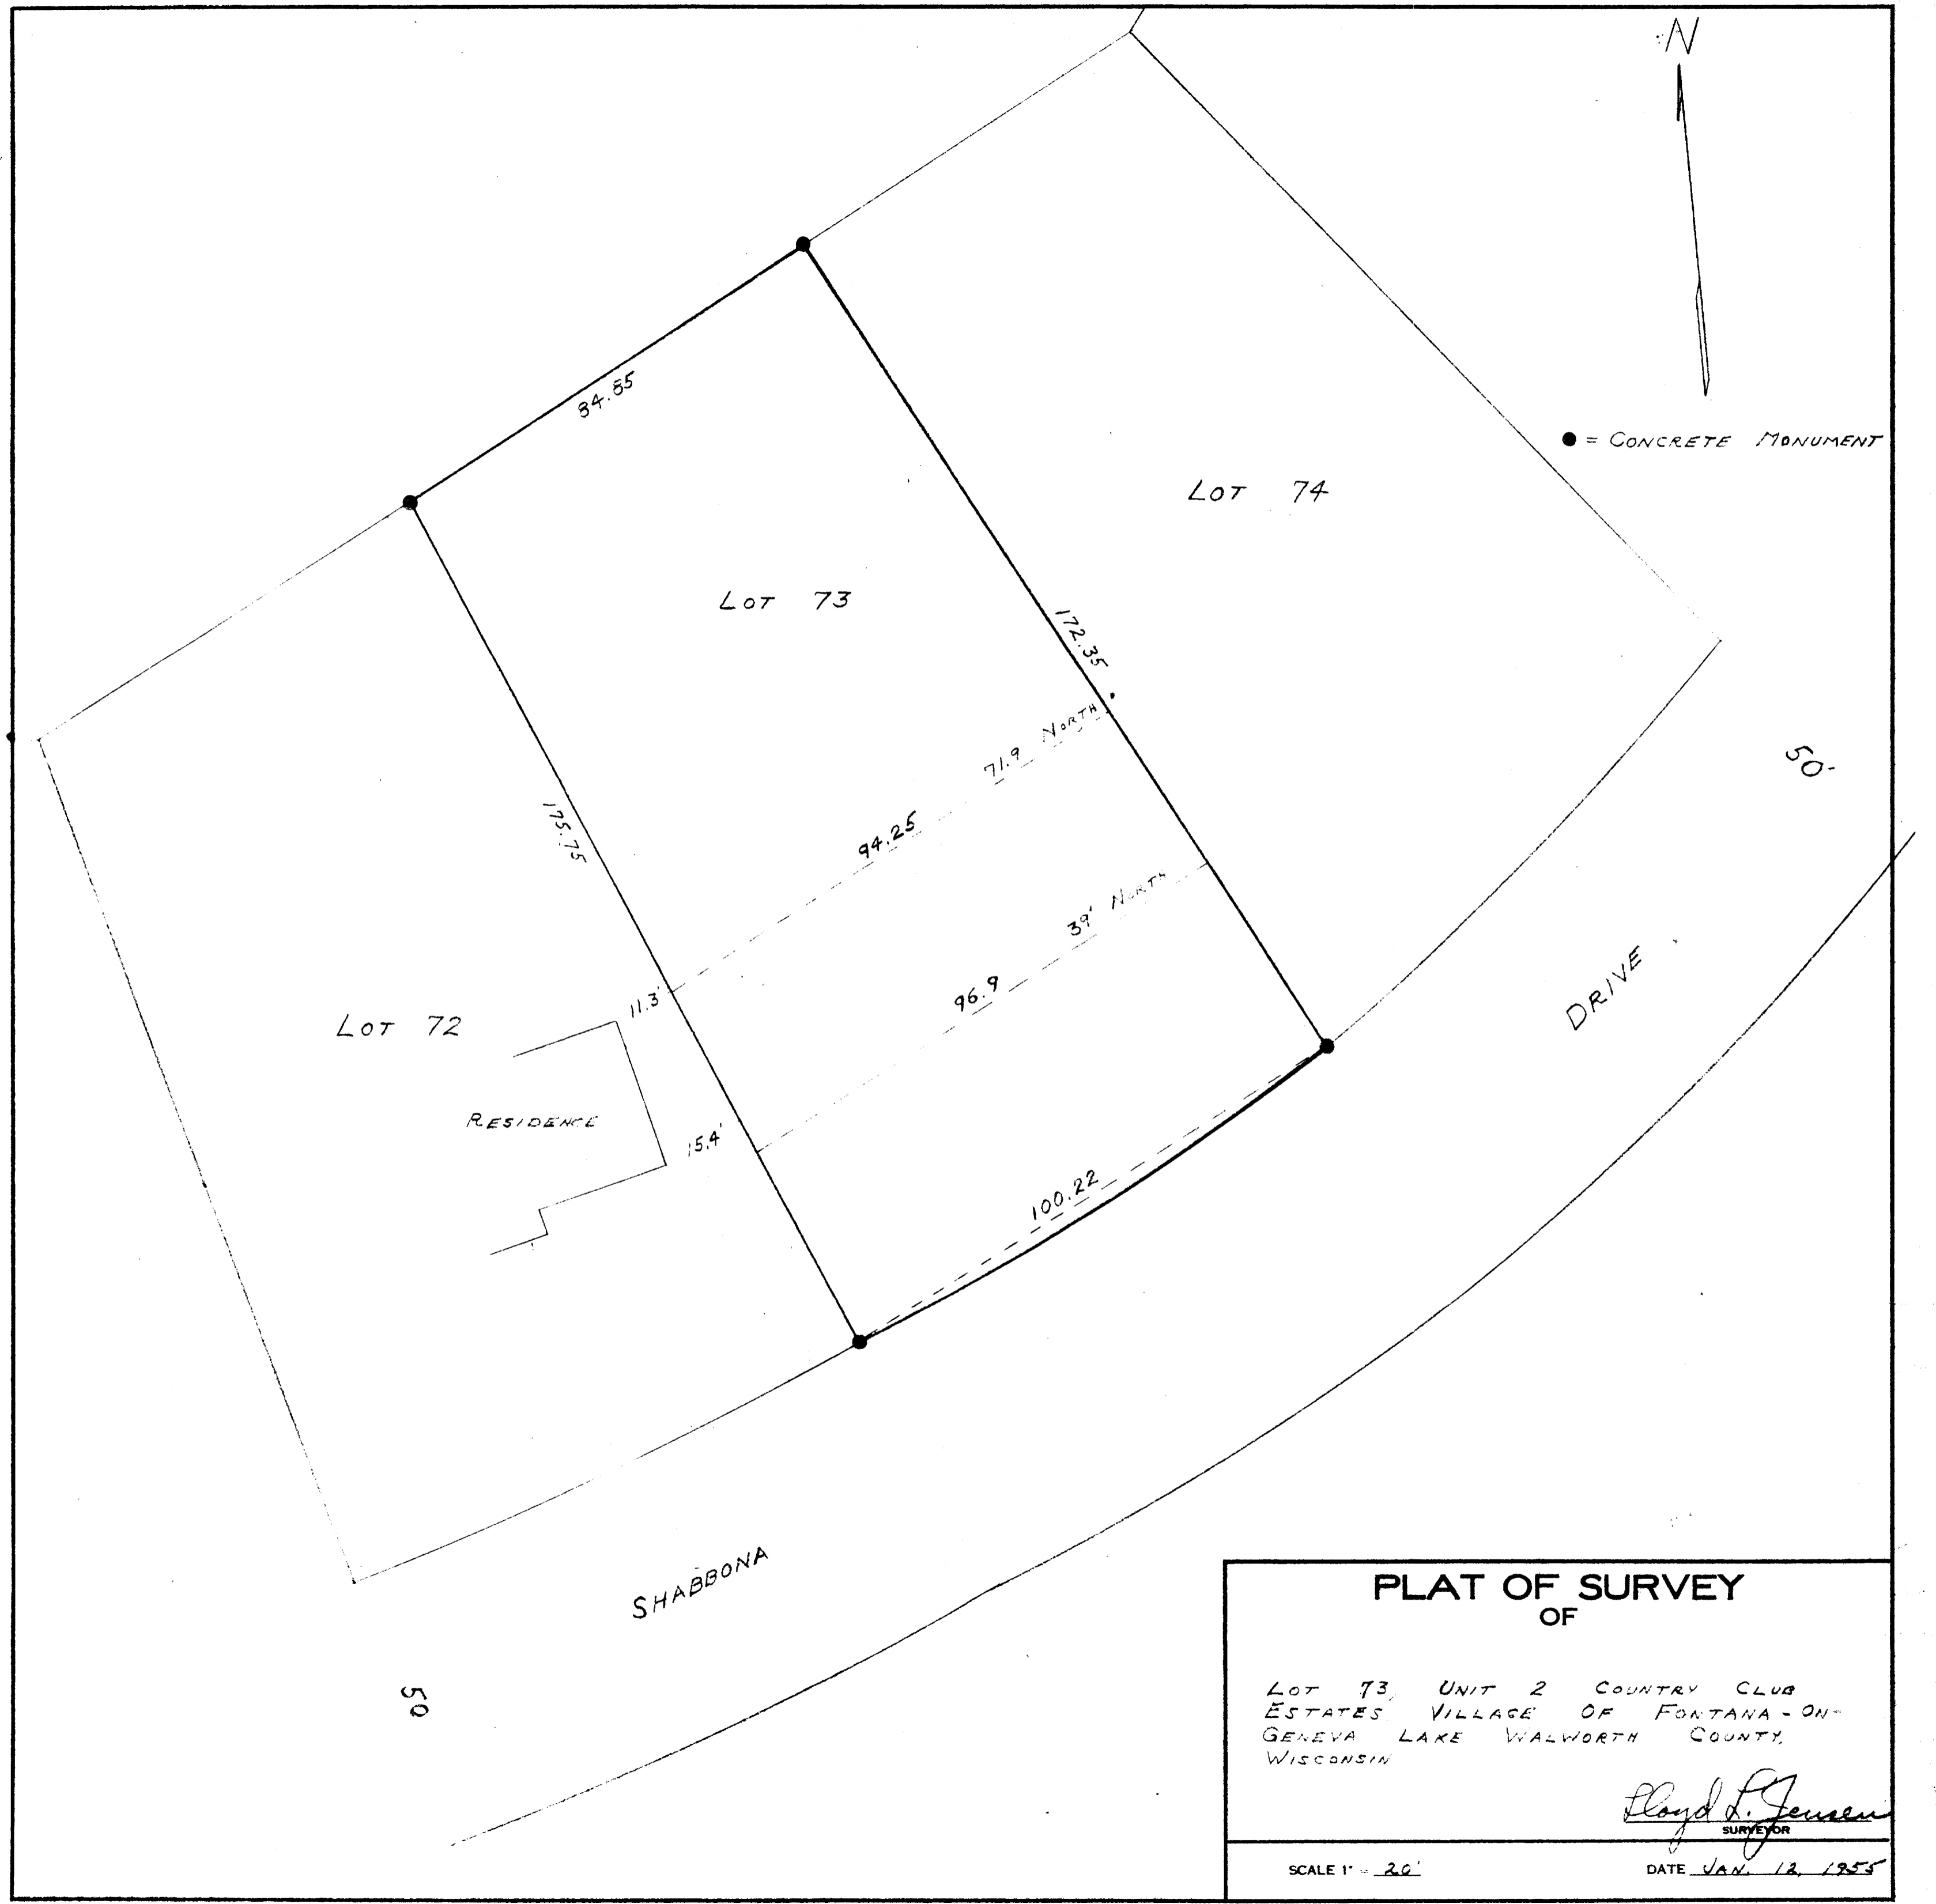 N
● = CONCRETE MONUMENT
84.85
LOT 74
LOT 73
172.35
71.9 NORTH
50
175.75
94.25
39' NORTH
96.9
11.3'
LOT 72
DRIVE
RESIDENCE
15.4'
100.22
SHABBONA
50
PLAT OF SURVEY
OF
LOT 73, UNIT 2 COUNTRY CLUB
ESTATES VILLAGE OF FONTANA-ON-
GENEVA LAKE WALWORTH COUNTY,
WISCONSIN
Lloyd L. Jensen
SURVEYOR
SCALE 1" = 20'
DATE JAN. 12, 1955